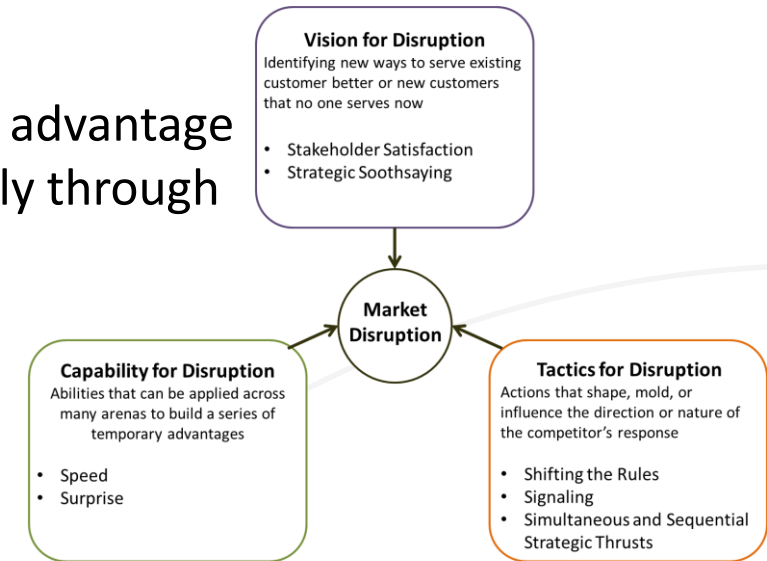 Vision for Disruption
Identifying new ways to serve existing
customer better or new customers
that no one serves now
• Stakeholder Satisfaction
• Strategic Soothsaying
advantage
ly through
Market
Disruption
Capability for Disruption
Abilities that can be applied across
many arenas to build a series of
temporary advantages
• Speed
• Surprise
Tactics for Disruption
Actions that shape, mold, or
influence the direction or nature of
the competitor’s response
• Shifting the Rules
• Signaling
• Simultaneous and Sequential
Strategic Thrusts